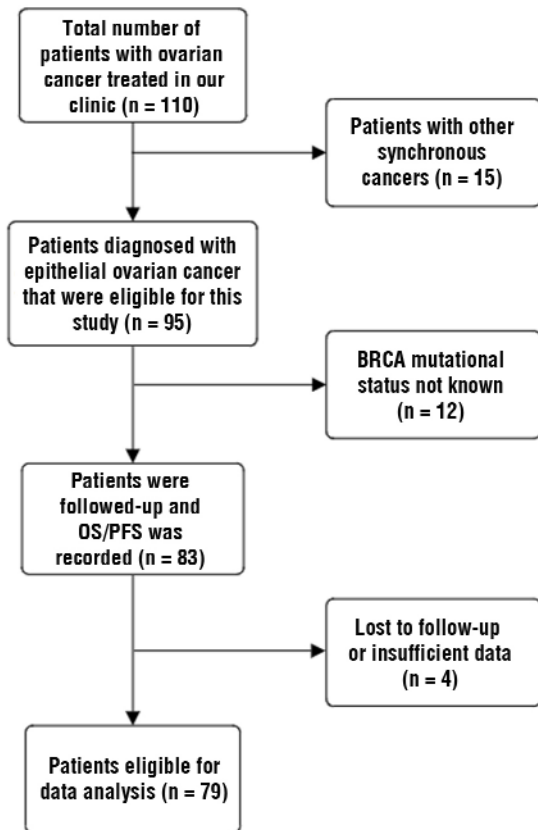 Total number of
patients with ovarian
cancer treated in our
clinic (n = 110)
Patients with other
synchronous
cancers (n = 15)
Patients diagnosed with
epithelial ovarian cancer
that were eligible for this
study (n = 95)
BRCA mutational
status not known
(n = 12)
Patients were
followed-up and
OS/PFS was
recorded (n = 83)
Lost to follow-up
or insufficient data
(n = 4)
Patients eligible for
data analysis (n = 79)